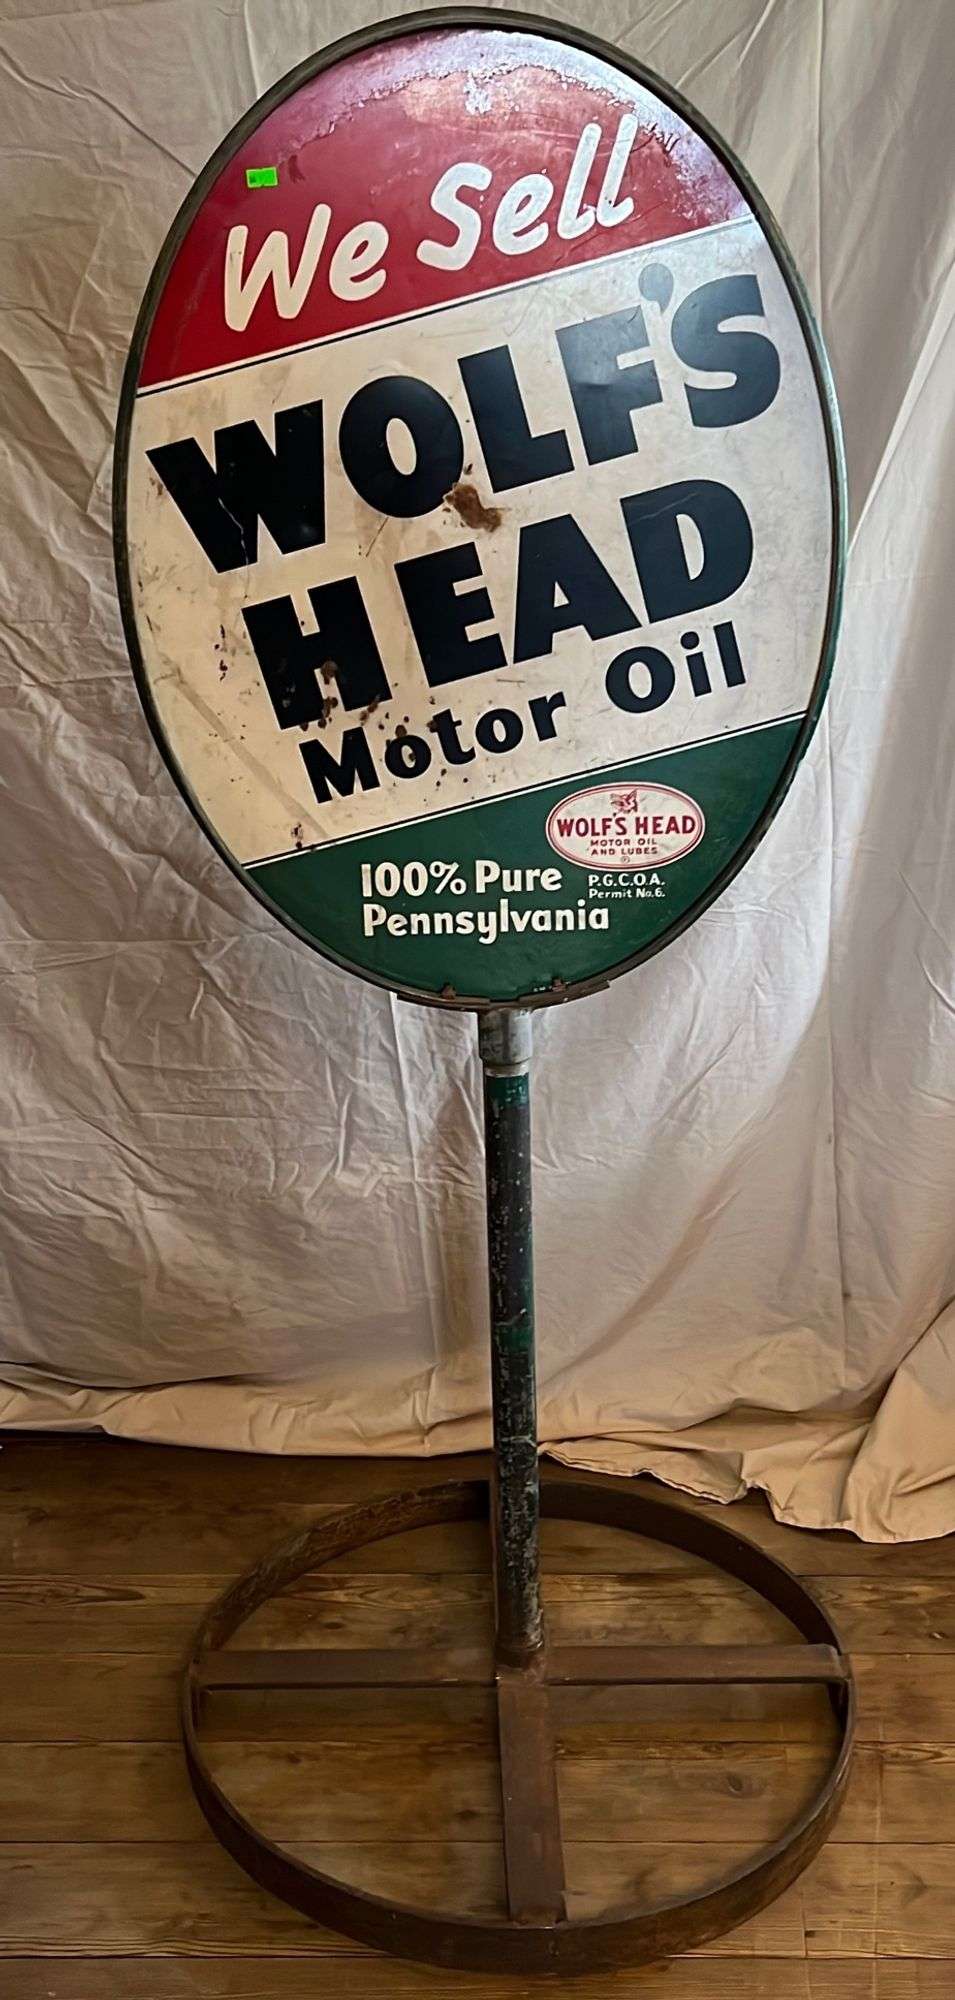 We Sell
WOLF'S
HEAD
Motor Oil
WOLF'S HEAD
MOTOR OIL
AND LUBES
100% Pure
Pennsylvania
P.G.C.O.A.
Permit No.6.